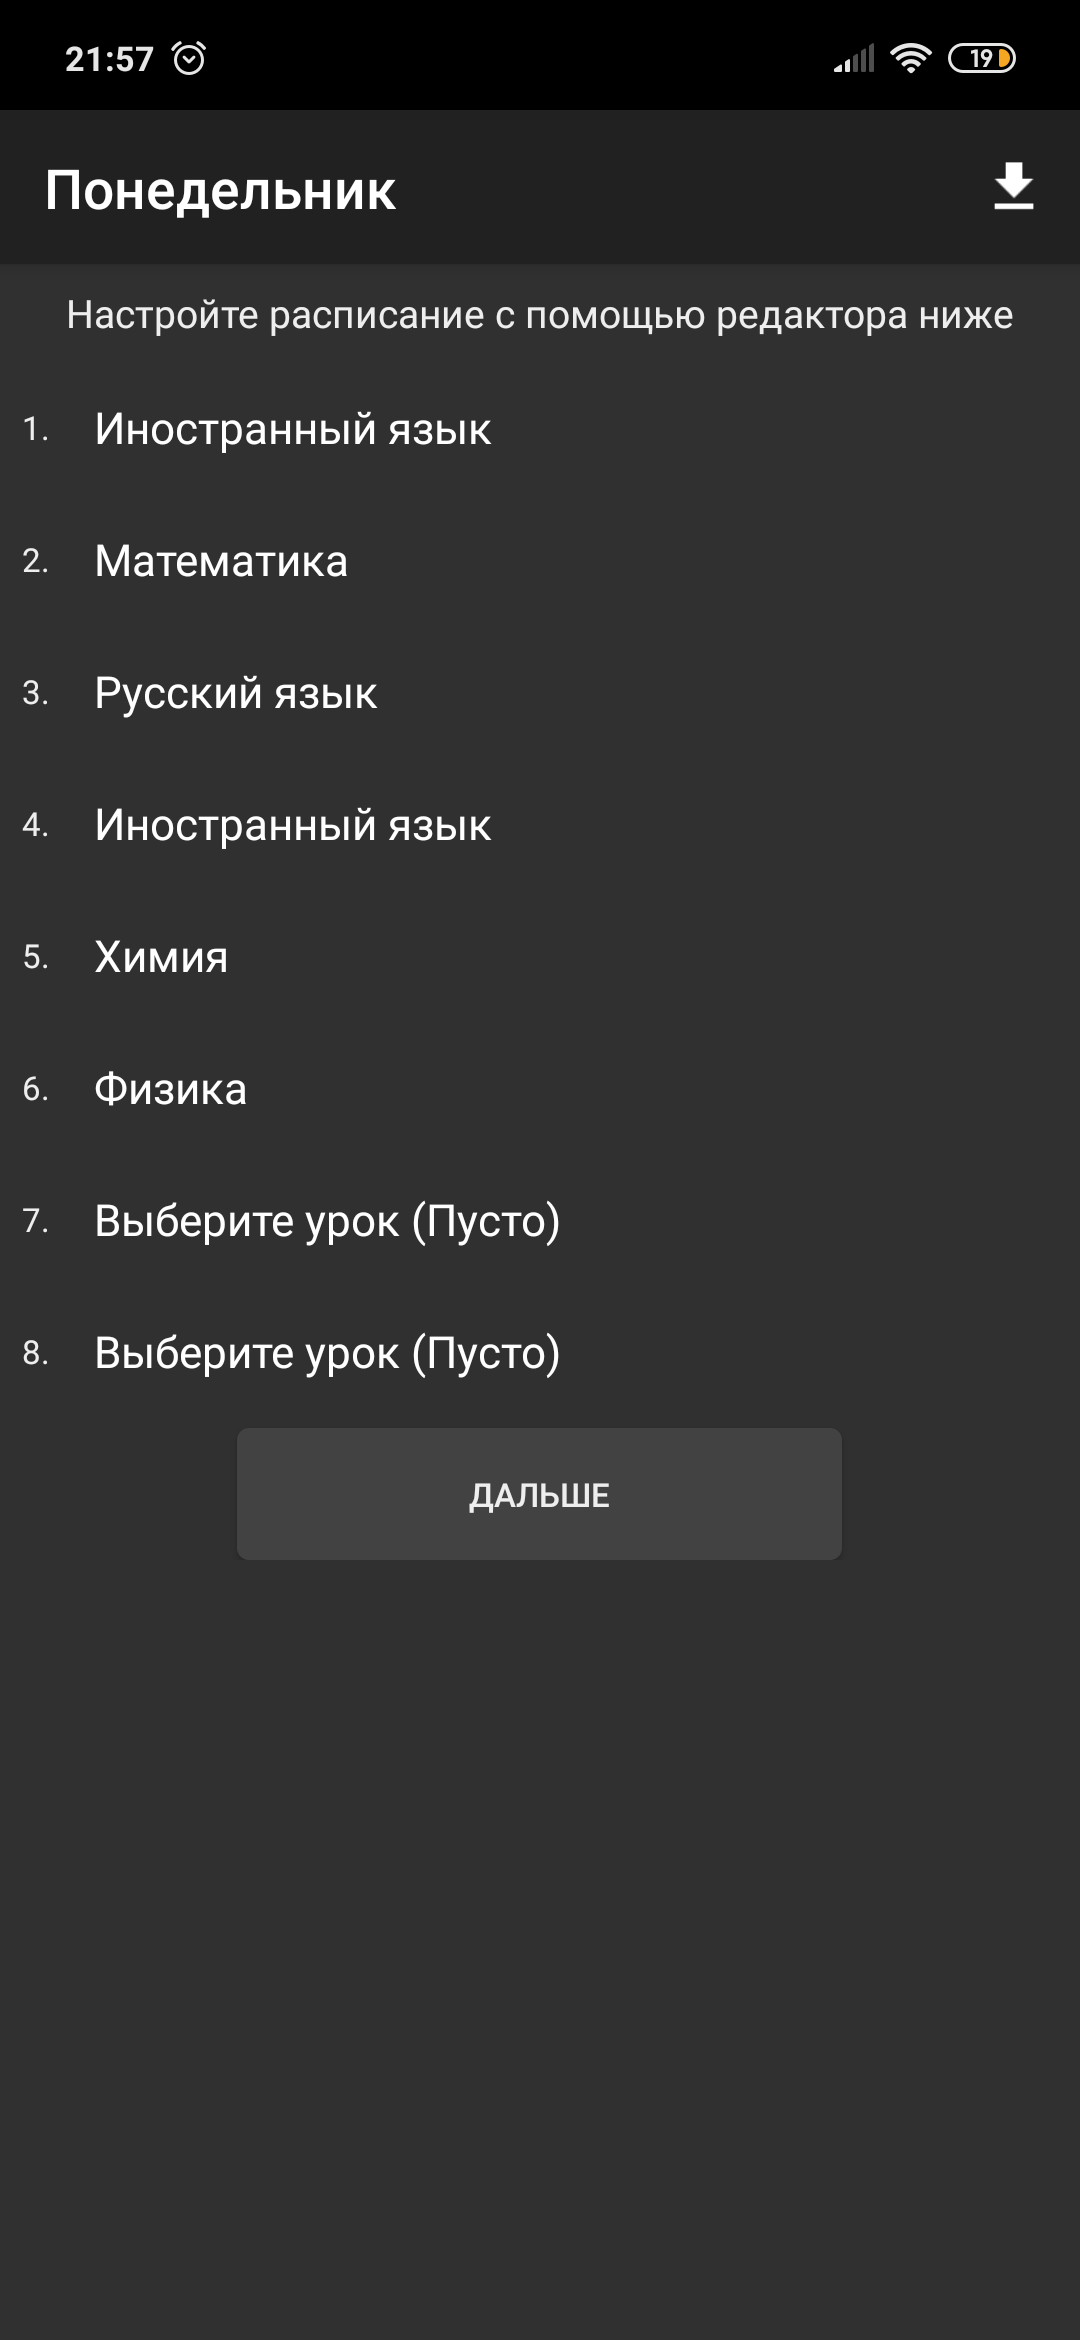 21:57
19
Понедельник
Настройте расписание с помощью редактора ниже
1. Иностранный язык
2. Математика
3. Русский язык
4. Иностранный язык
5. Химия
6. Физика
7. Выберите урок (Пусто)
8. Выберите урок (Пусто)
ДАЛЬШЕ